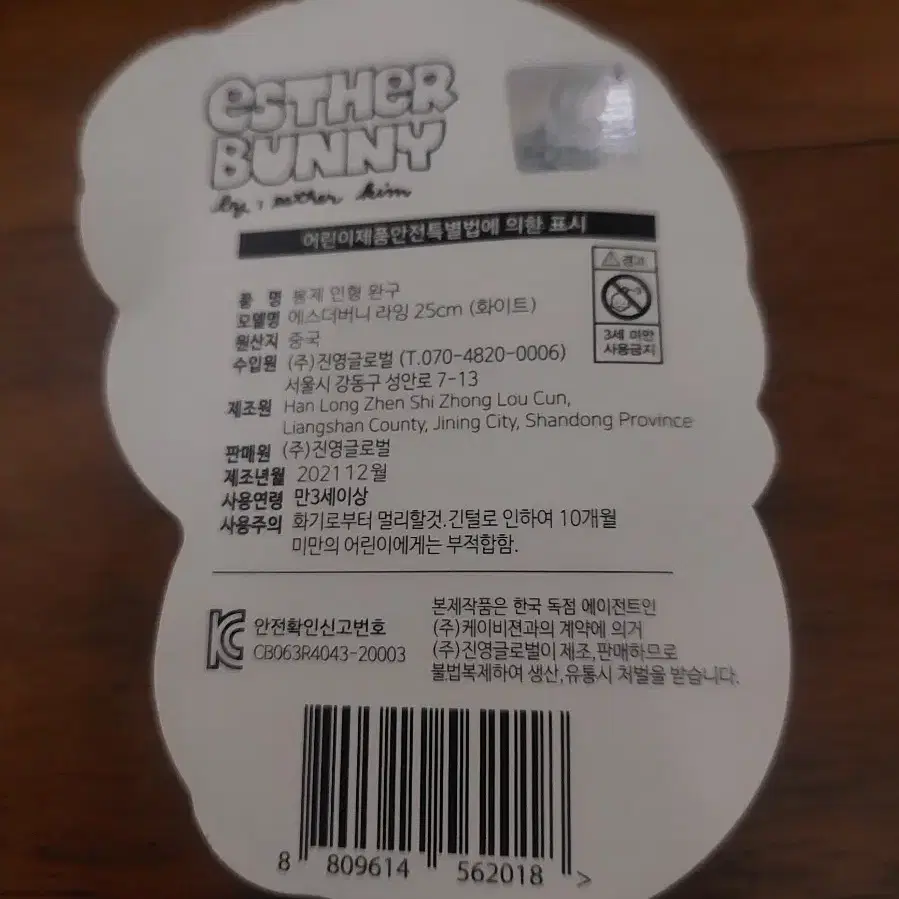 esther
BUNNY
by : esther kim
어린이제품안전특별법에 의한 표시
경고
3세 미만
사용금지
품 명 봉제 인형 완구
모델명 에스더버니 라잉 25cm (화이트)
원산지 중국
수입원 (주)진영글로벌 (T.070-4820-0006)
서울시 강동구 성안로 7-13
제조원 Han Long Zhen Shi Zhong Lou Cun,
Liangshan County, Jining City, Shandong Province
판매원 (주)진영글로벌
제조년월 202112월
사용연령 만3세이상
사용주의 화기로부터 멀리할것.긴털로 인하여 10개월
미만의 어린이에게는 부적합함.
안전확인신고번호
CB063R4043-20003
본제작품은 한국 독점 에이전트인
(주)케이비젼과의 계약에 의거
(주)진영글로벌이 제조,판매하므로
불법복제하여 생산,유통시 처벌을 받습니다.
8 809614 562018 >